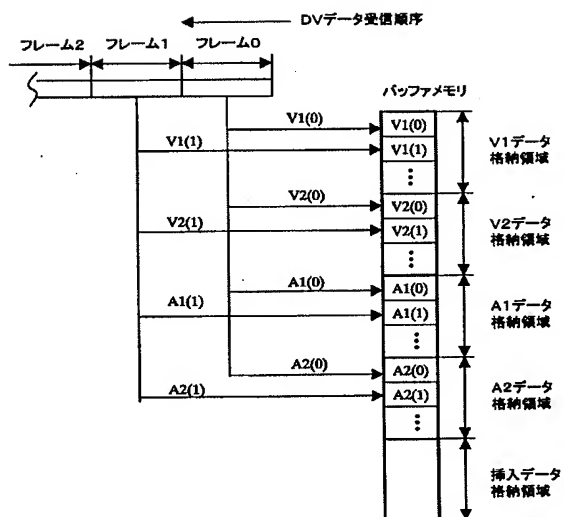 DVデータ受信順序
フレーム2 フレーム1 フレーム0
バッファメモリ
V1(0) V1(0)
V1(1) V1(1)
V1データ
格納領域
V2(0) V2(0)
V2(1) V2(1)
V2データ
格納領域
A1(0) A1(0)
A1(1) A1(1)
A1データ
格納領域
A2(0) A2(0)
A2(1) A2(1)
A2データ
格納領域
挿入データ
格納領域